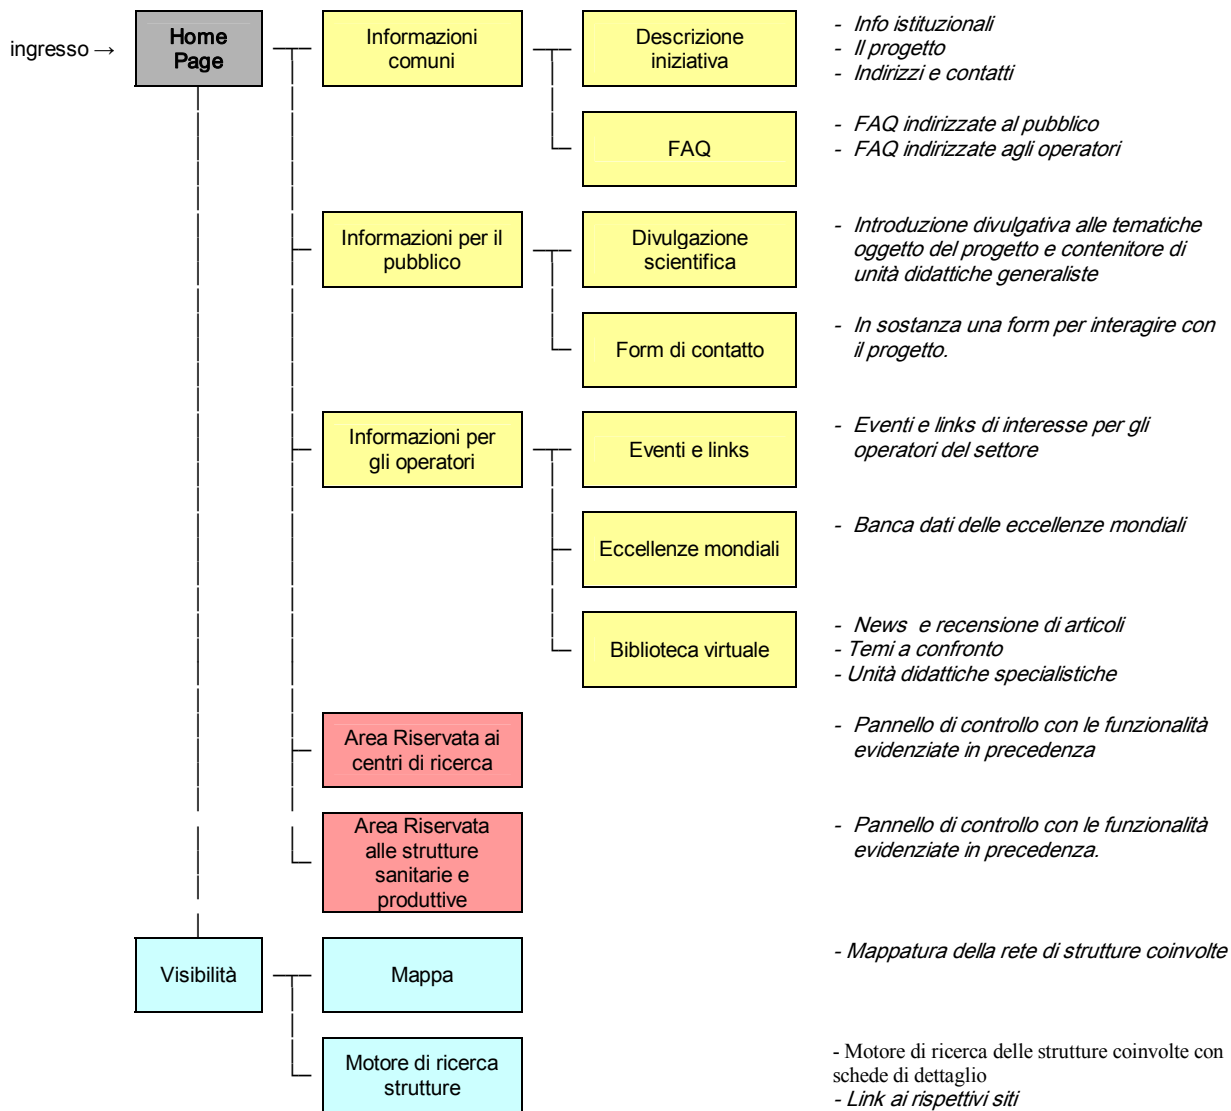 ingresso →
Home
Page
Informazioni
comuni
Descrizione
iniziativa
- Info istituzionali
- Il progetto
- Indirizzi e contatti
FAQ
- FAQ indirizzate al pubblico
- FAQ indirizzate agli operatori
Informazioni per il
pubblico
Divulgazione
scientifica
- Introduzione divulgativa alle tematiche
oggetto del progetto e contenitore di
unità didattiche generaliste
Form di contatto
- In sostanza una form per interagire con
il progetto.
Informazioni per
gli operatori
Eventi e links
- Eventi e links di interesse per gli
operatori del settore
Eccellenze mondiali
- Banca dati delle eccellenze mondiali
Biblioteca virtuale
- News e recensione di articoli
- Temi a confronto
- Unità didattiche specialistiche
Area Riservata ai
centri di ricerca
- Pannello di controllo con le funzionalità
evidenziate in precedenza
Area Riservata
alle strutture
sanitarie e
produttive
- Pannello di controllo con le funzionalità
evidenziate in precedenza.
Visibilità
Mappa
- Mappatura della rete di strutture coinvolte
Motore di ricerca
strutture
- Motore di ricerca delle strutture coinvolte con
schede di dettaglio
- Link ai rispettivi siti